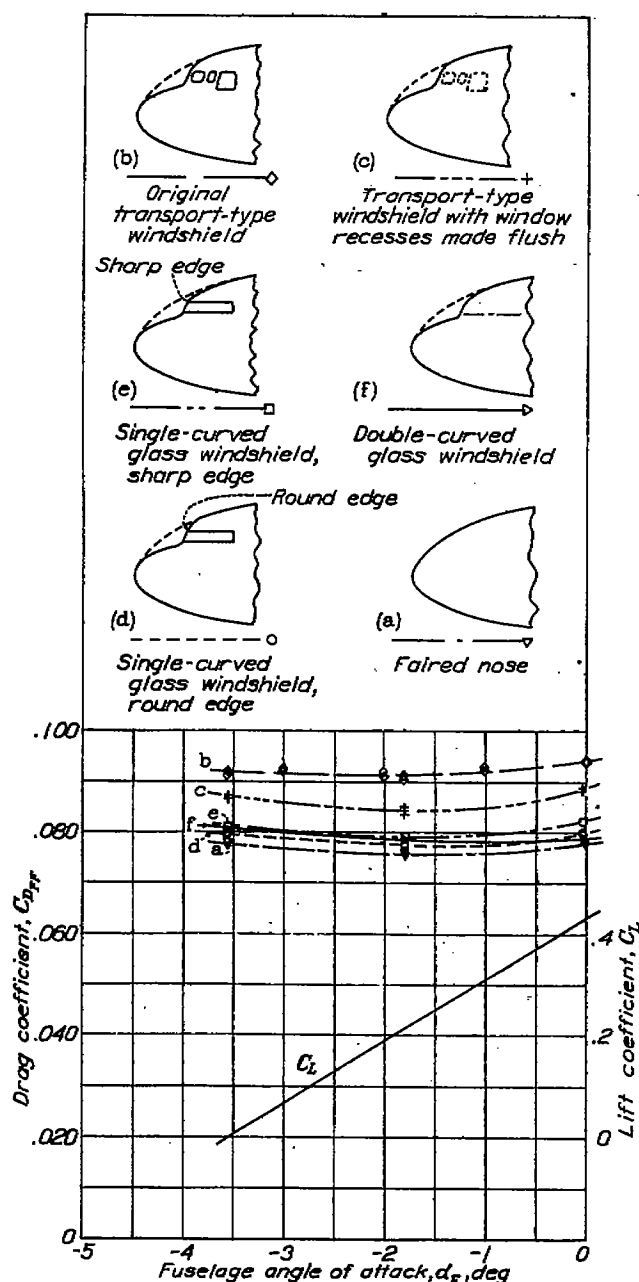 (b)
Original
transport-type
windshield
(c)
Transport-type
windshield with window
recesses made flush
Sharp edge
(e)
Single-curved
glass windshield,
sharp edge
(f)
Double-curved
glass windshield
Round edge
(d)
Single-curved
glass windshield,
round edge
(a)
Faired nose
.100
.080
.060
.040
.020
0
Drag coefficient, C_{D_{FF}}
b
c
e
f
d
a
C_L
.4
.2
0
Lift coefficient, C_L
-5
-4
-3
-2
-1
0
Fuselage angle of attack, α_F, deg